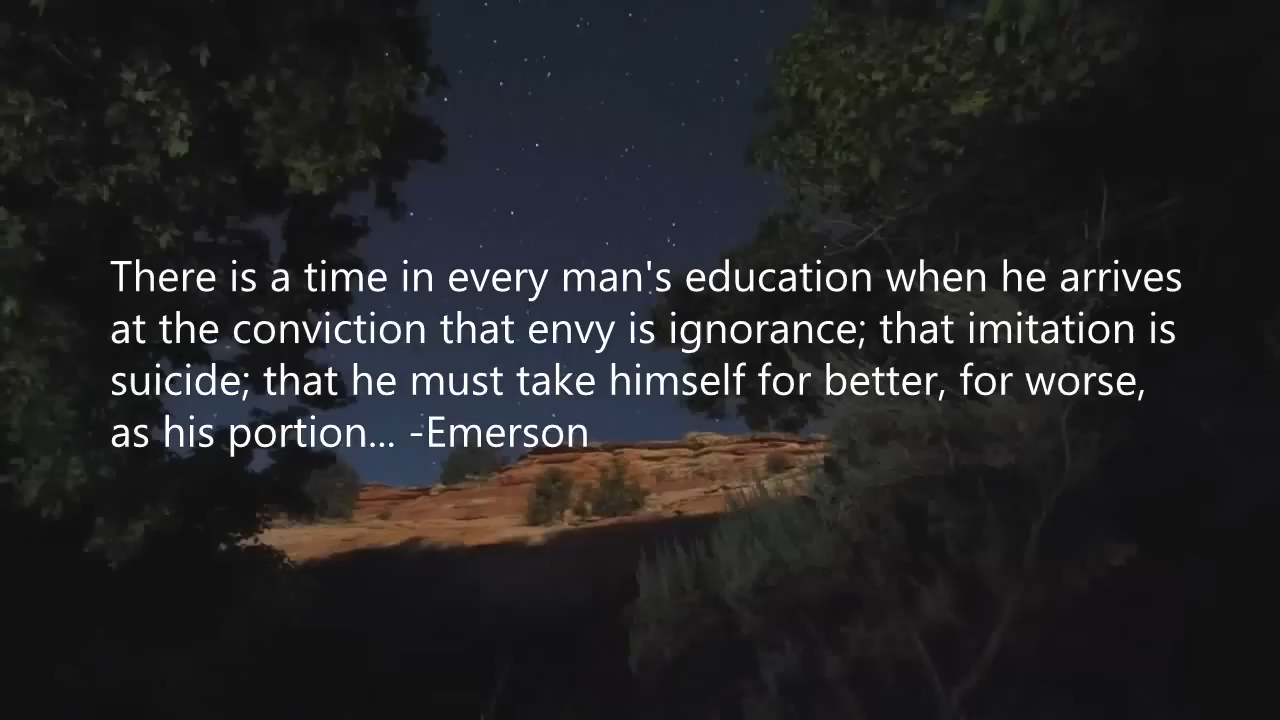 There is a time in every man's education when he arrives
at the conviction that envy is ignorance; that imitation is
suicide; that he must take himself for better, for worse,
as his portion... -Emerson